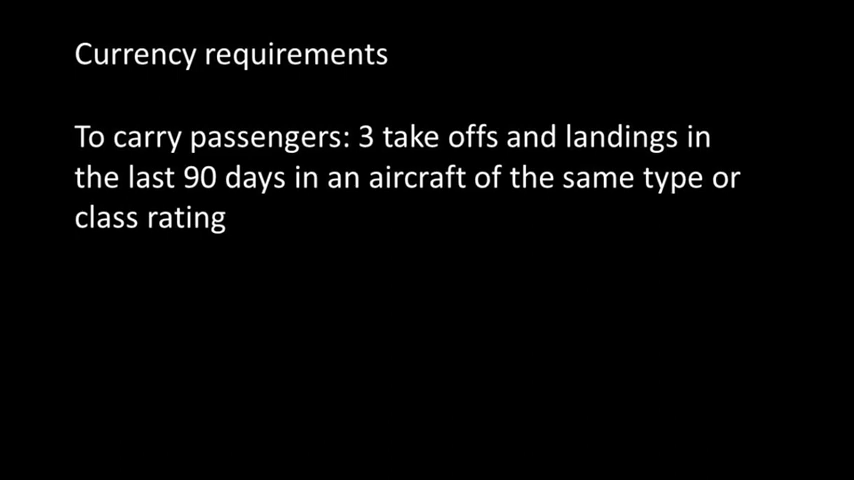 Currency requirements
To carry passengers: 3 take offs and landings in
the last 90 days in an aircraft of the same type or
class rating